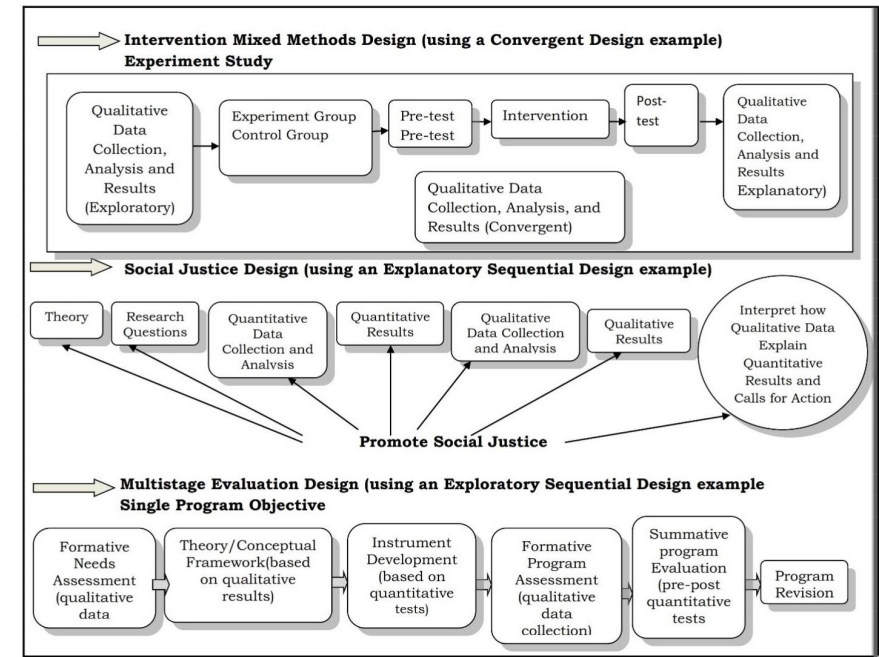 Intervention Mixed Methods Design (using a Convergent Design example)
Experiment Study
Qualitative
Data
Collection,
Analysis and
Results
(Exploratory)
Experiment Group
Control Group
Pre-test
Pre-test
Intervention
Post-
test
Qualitative
Data
Collection,
Analysis and
Results
Explanatory)
Qualitative Data
Collection, Analysis, and
Results (Convergent)
Social Justice Design (using an Explanatory Sequential Design example)
Theory
Research
Questions
Quantitative
Data
Collection and
Analysis
Quantitative
Results
Qualitative
Data Collection
and Analysis
Qualitative
Results
Interpret how
Qualitative Data
Explain
Quantitative
Results and
Calls for Action
Promote Social Justice
Multistage Evaluation Design (using an Exploratory Sequential Design example
Single Program Objective
Formative
Needs
Assessment
(qualitative
data
Theory/Conceptual
Framework(based
on qualitative
results)
Instrument
Development
(based on
quantitative
tests)
Formative
Program
Assessment
(qualitative
data
collection)
Summative
program
Evaluation
(pre-post
quantitative
tests
Program
Revision